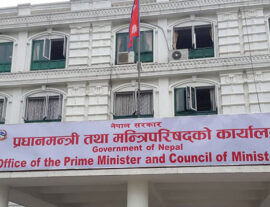 नेपाल सरकार
प्रधानमन्त्री तथा मन्त्रिपरिषद्को कार्यालय
Government of Nepal
Office of the Prime Minister and Council of Ministe